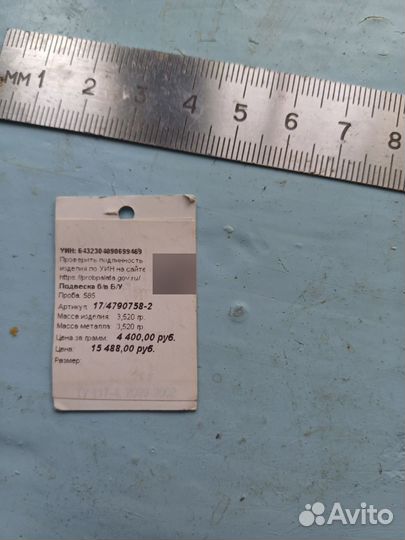 ММ 1 2 3 4 5 6 7 8
УИН: 6432304090699469
Проверить подлинность
изделия по УИН на сайте
https://probpalata.gov.ru/
Подвеска б/в Б/У
Проба: 585
Артикул: 17/4790758-2
Масса изделия: 3,520 гр.
Масса металла: 3,520 гр.
Цена за грамм: 4 400,00 руб.
Цена: 15 488,00 руб.
Размер:
Avito